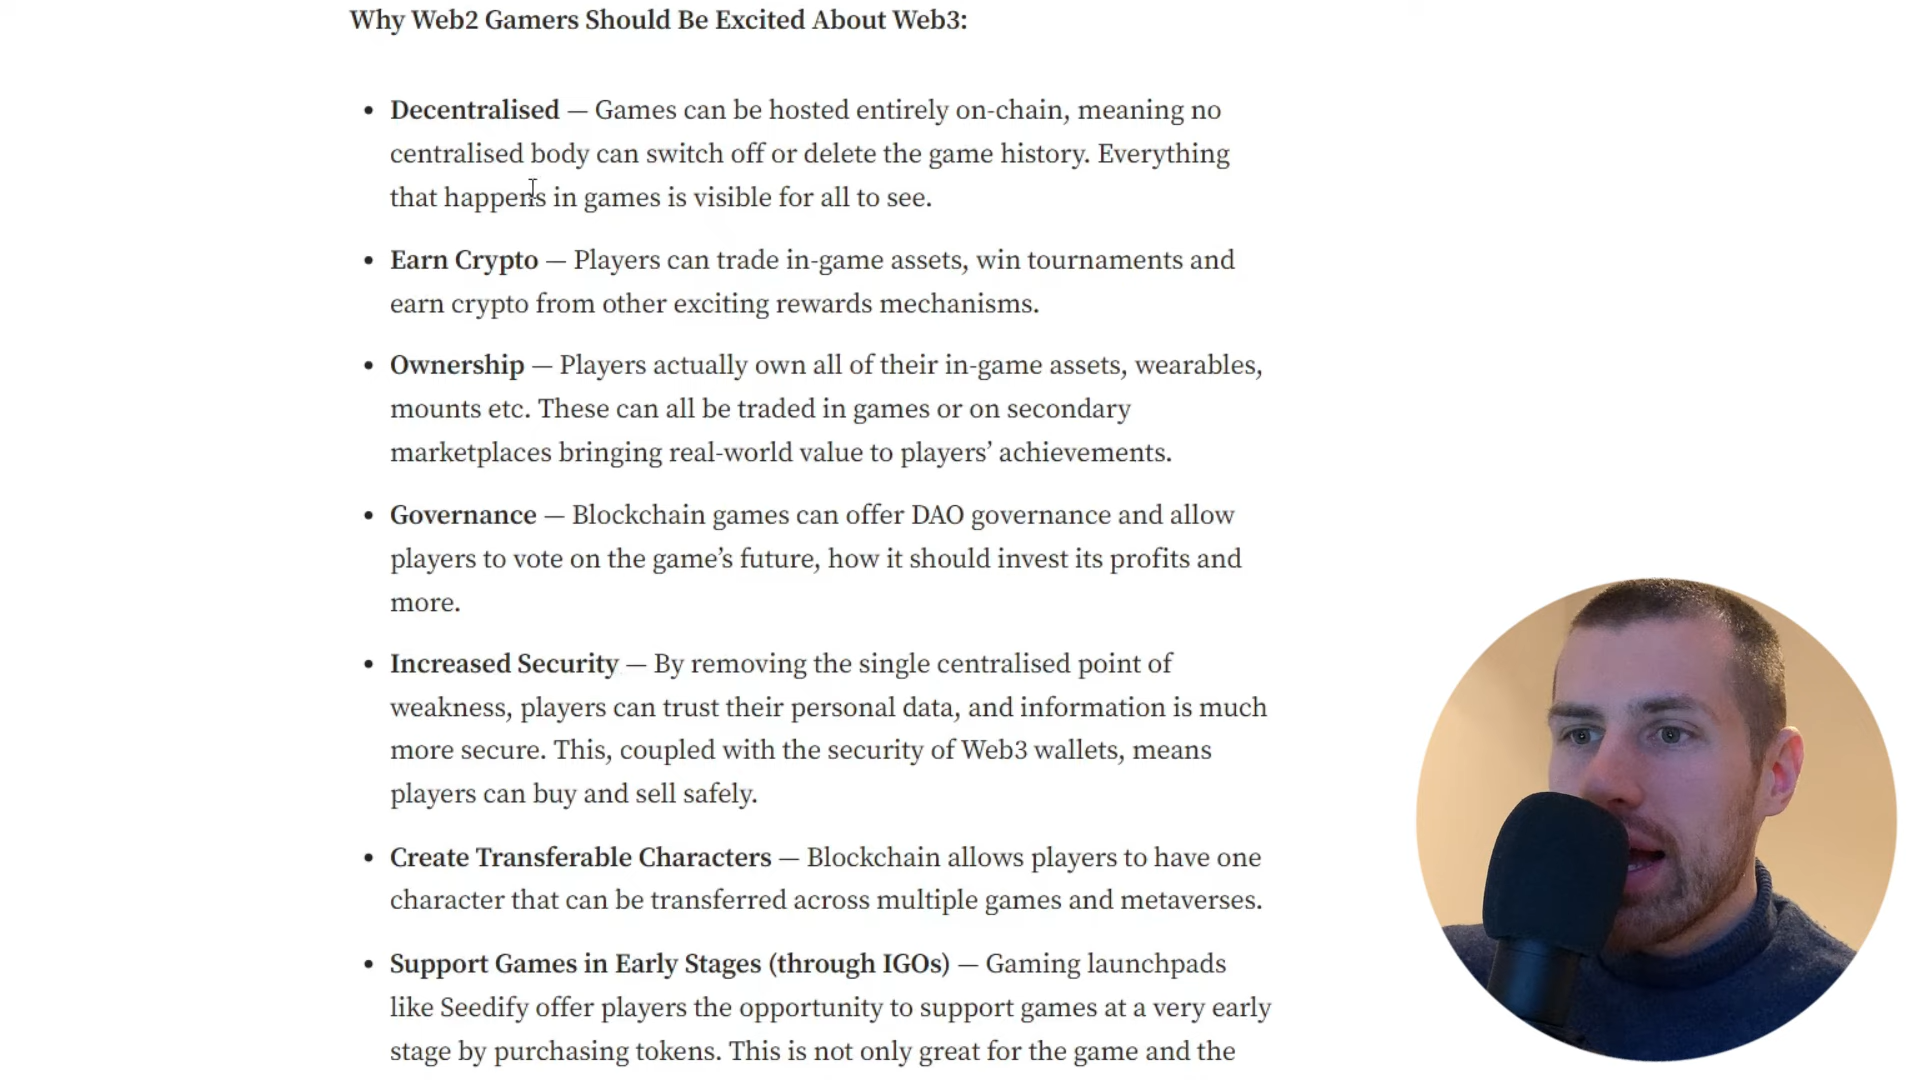 Why Web2 Gamers Should Be Excited About Web3:
• Decentralised — Games can be hosted entirely on-chain, meaning no
centralised body can switch off or delete the game history. Everything
that happens in games is visible for all to see.
• Earn Crypto — Players can trade in-game assets, win tournaments and
earn crypto from other exciting rewards mechanisms.
• Ownership — Players actually own all of their in-game assets, wearables,
mounts etc. These can all be traded in games or on secondary
marketplaces bringing real-world value to players’ achievements.
• Governance — Blockchain games can offer DAO governance and allow
players to vote on the game’s future, how it should invest its profits and
more.
• Increased Security — By removing the single centralised point of
weakness, players can trust their personal data, and information is much
more secure. This, coupled with the security of Web3 wallets, means
players can buy and sell safely.
• Create Transferable Characters — Blockchain allows players to have one
character that can be transferred across multiple games and metaverses.
• Support Games in Early Stages (through IGOs) — Gaming launchpads
like Seedify offer players the opportunity to support games at a very early
stage by purchasing tokens. This is not only great for the game and the